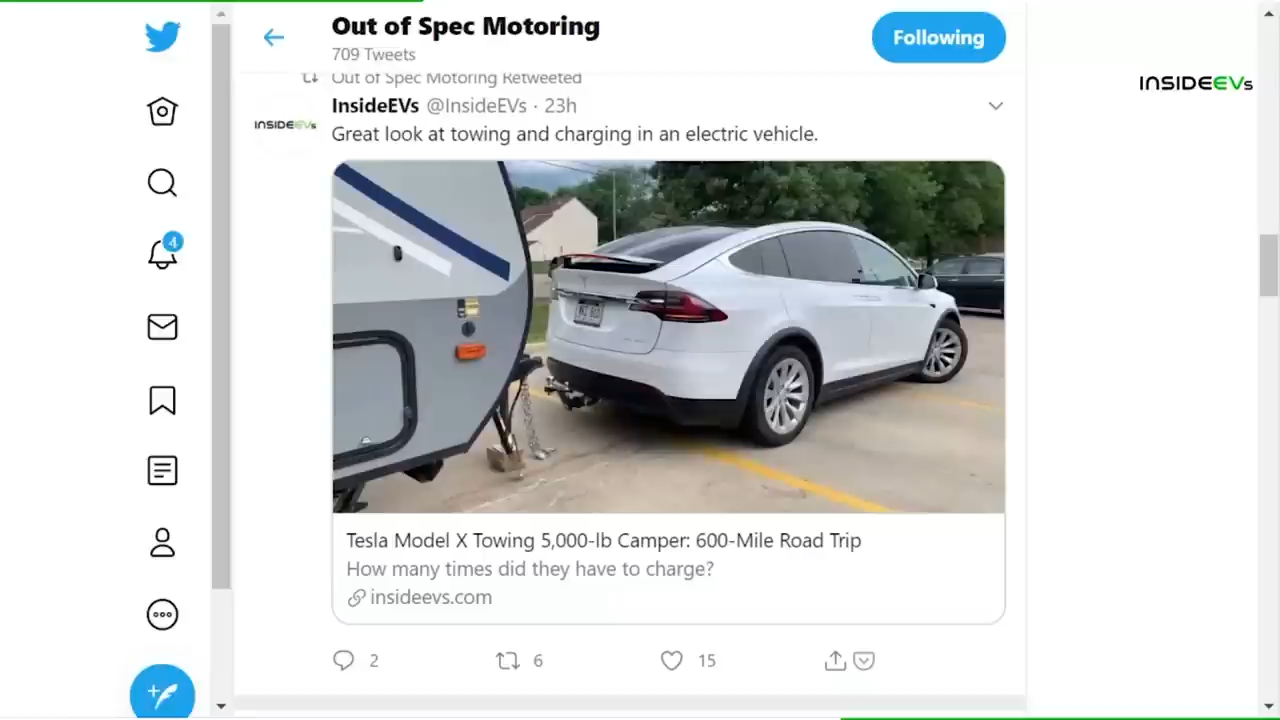 Out of Spec Motoring
709 Tweets
Following
INSIDEEVs
4
Out of Spec Motoring Retweeted
InsideEVs @InsideEVs · 23h
INSIDEEVs
Great look at towing and charging in an electric vehicle.
Tesla Model X Towing 5,000-lb Camper: 600-Mile Road Trip
How many times did they have to charge?
insideevs.com
2
6
15